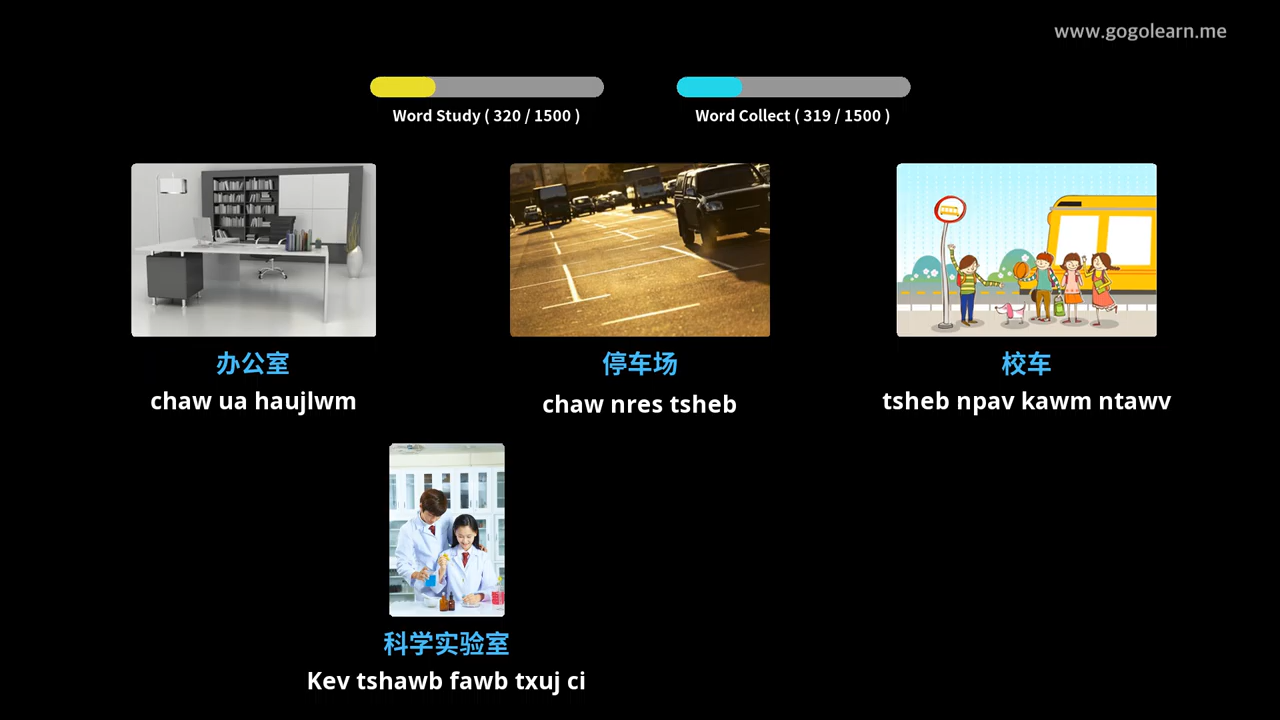 www.gogolearn.me
Word Study ( 320 / 1500 )
Word Collect ( 319 / 1500 )
办公室
chaw ua haujlwm
停车场
chaw nres tsheb
校车
tsheb npav kawm ntawv
科学实验室
Kev tshawb fawb txuj ci